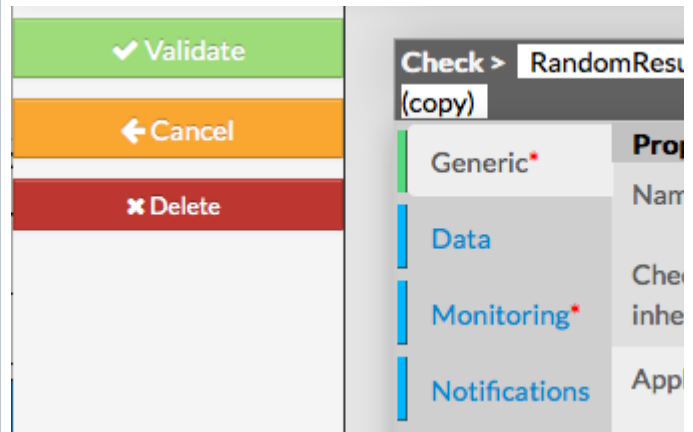 Validate
Cancel
Delete
Check >
(copy)
Generic*
Data
Monitoring*
Notifications